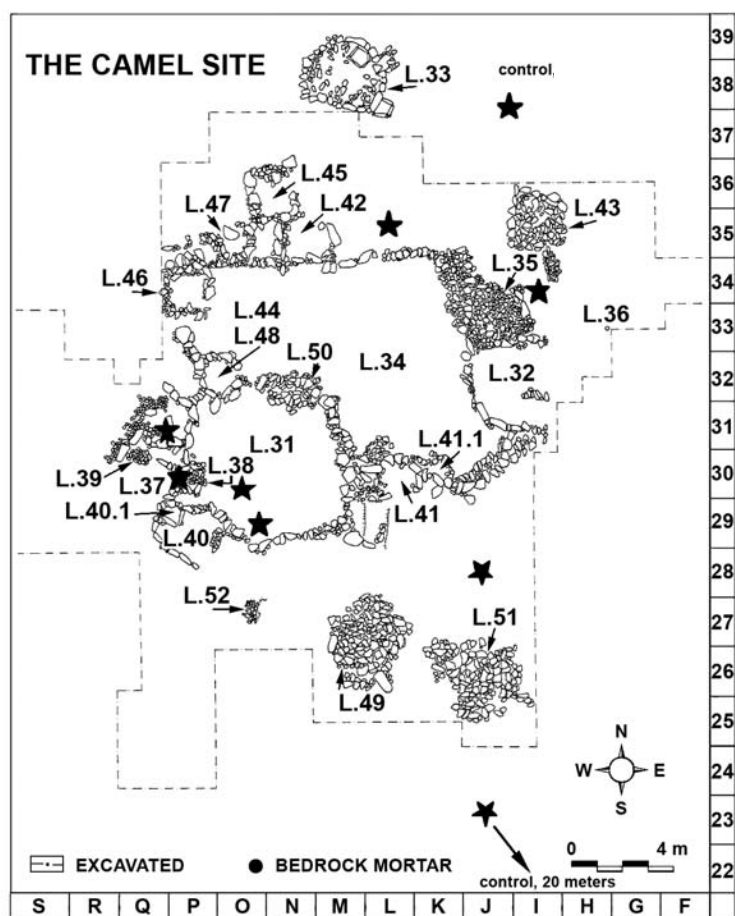 THE CAMEL SITE
control,
L.33
L.45
L.47
L.42
L.43
L.46
L.35
L.44
L.36
L.48
L.50
L.34
L.32
L.31
L.41.1
L.39
L.38
L.37
L.41
L.40.1
L.40
L.52
L.51
L.49
N
W
E
S
0 4 m
EXCAVATED
BEDROCK MORTAR
control, 20 meters
39
38
37
36
35
34
33
32
31
30
29
28
27
26
25
24
23
22
S R Q P O N M L K J I H G F